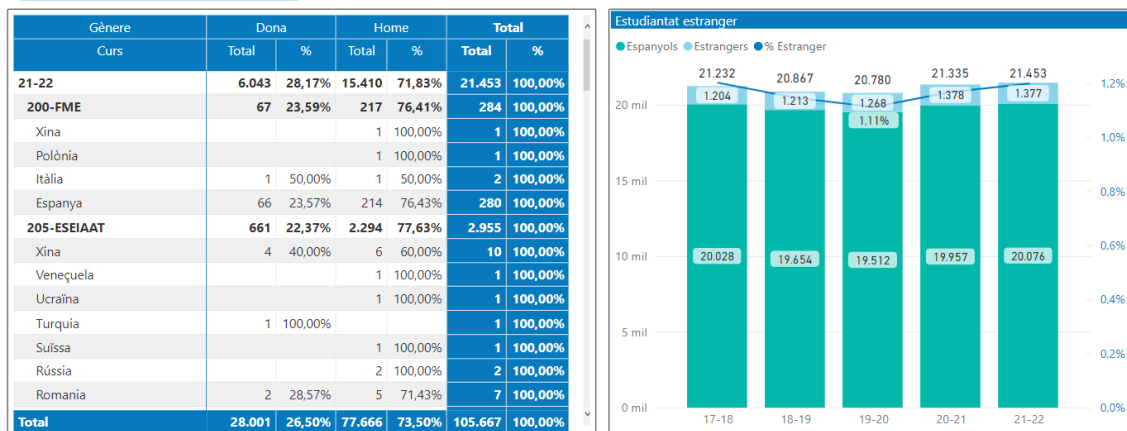 Gènere Dona Home Total
Curs Total % Total % Total %
21-22 6.043 28,17% 15.410 71,83% 21.453 100,00%
200-FME 67 23,59% 217 76,41% 284 100,00%
Xina 1 100,00% 1 100,00%
Polònia 1 100,00% 1 100,00%
Itàlia 1 50,00% 1 50,00% 2 100,00%
Espanya 66 23,57% 214 76,43% 280 100,00%
205-ESEIAAT 661 22,37% 2.294 77,63% 2.955 100,00%
Xina 4 40,00% 6 60,00% 10 100,00%
Veneçuela 1 100,00% 1 100,00%
Ucraïna 1 100,00% 1 100,00%
Turquia 1 100,00% 1 100,00%
Suïssa 1 100,00% 1 100,00%
Rússia 2 100,00% 2 100,00%
Romania 2 28,57% 5 71,43% 7 100,00%
Total 28.001 26,50% 77.666 73,50% 105.667 100,00%
Estudiantat estranger
Espanyols Estrangers % Estranger
21.232 20.867 20.780 21.335 21.453
1,2%
1.204 1.213 1.268 1.378 1.377
20 mil
1,11%
1,0%
15 mil
0,8%
0,6%
10 mil
20.028 19.654 19.512 19.957 20.076
0,4%
5 mil
0,2%
0 mil
0,0%
17-18 18-19 19-20 20-21 21-22